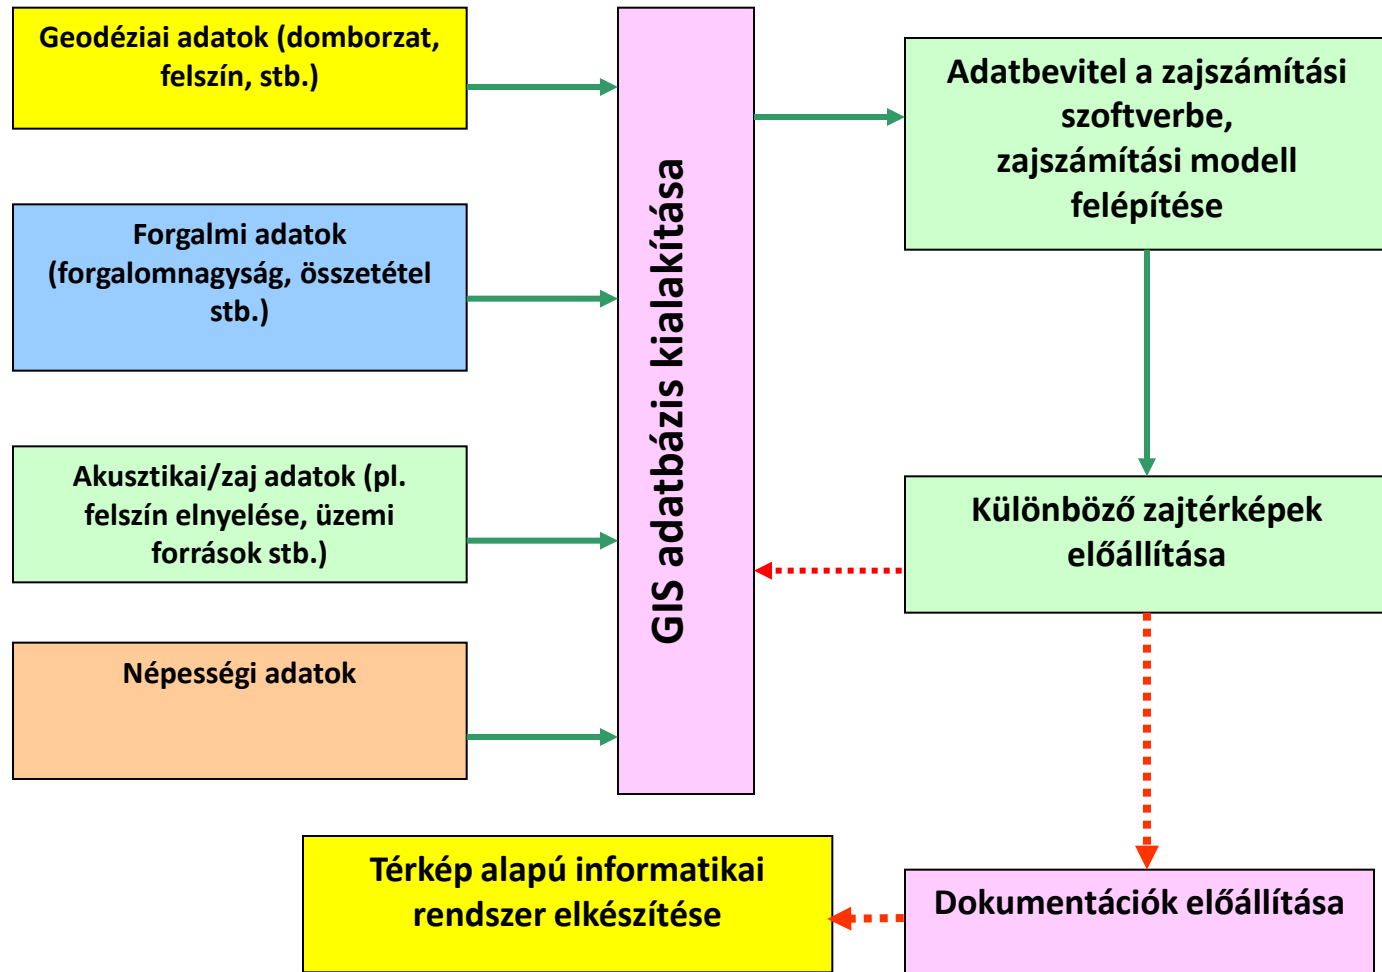 Geodéziai adatok (domborzat,
felszín, stb.)
Forgalmi adatok
(forgalomnagyság, összetétel
stb.)
Akusztikai/zaj adatok (pl.
felszín elnyelése, üzemi
források stb.)
Népességi adatok
GIS adatbázis kialakítása
Adatbevitel a zajszámítási
szoftverbe,
zajszámítási modell
felépítése
Különböző zajtérképek
előállítása
Dokumentációk előállítása
Térkép alapú informatikai
rendszer elkészítése